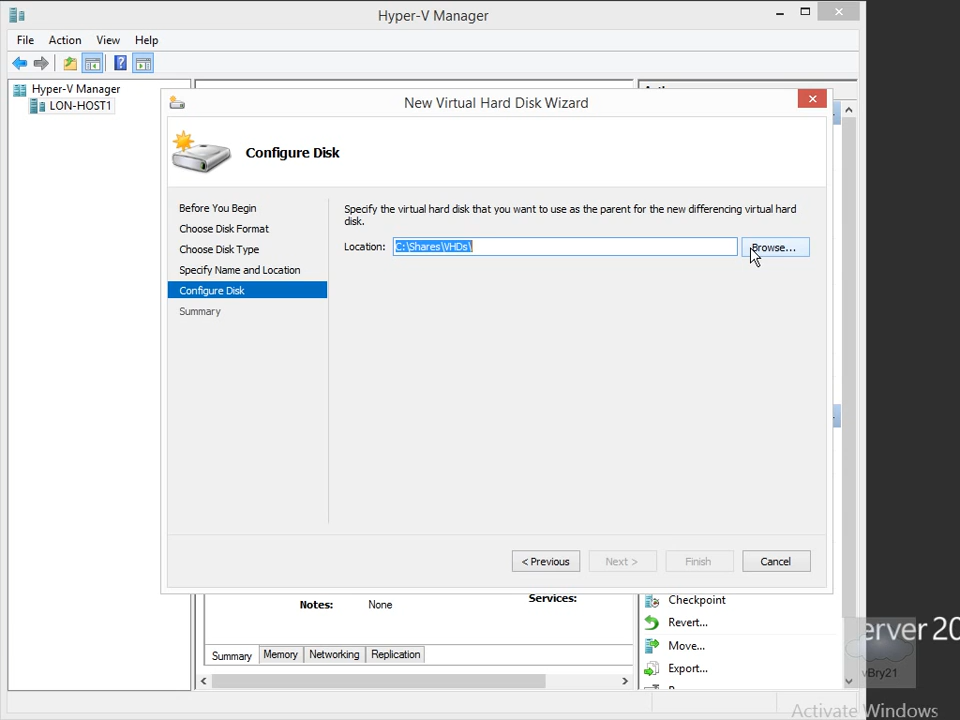 Hyper-V Manager
File Action View Help
Hyper-V Manager
LON-HOST1
New Virtual Hard Disk Wizard
Configure Disk
Before You Begin
Choose Disk Format
Choose Disk Type
Specify Name and Location
Configure Disk
Summary
Specify the virtual hard disk that you want to use as the parent for the new differencing virtual hard
disk.
Location: C:\Shares\VHDs\ Browse...
< Previous Next > Finish Cancel
Notes: None
Services:
Summary Memory Networking Replication
Checkpoint
Revert...
Move...
Export...
erver 20
vBry21
Activate Windows